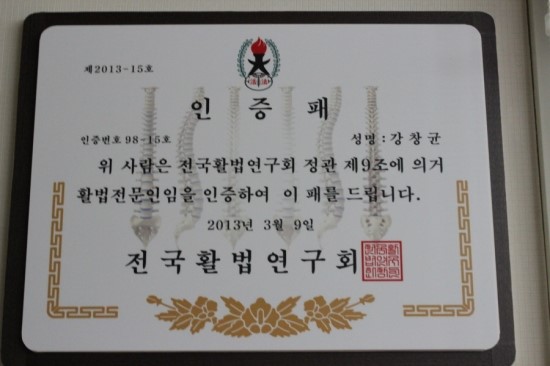 제2013-15호
인증패
인증번호 98-15호
성명 : 강창균
위 사람은 전국활법연구회 정관 제9조에 의거
활법전문인임을 인증하여 이 패를 드립니다.
2013년 3월 9일
전국활법연구회